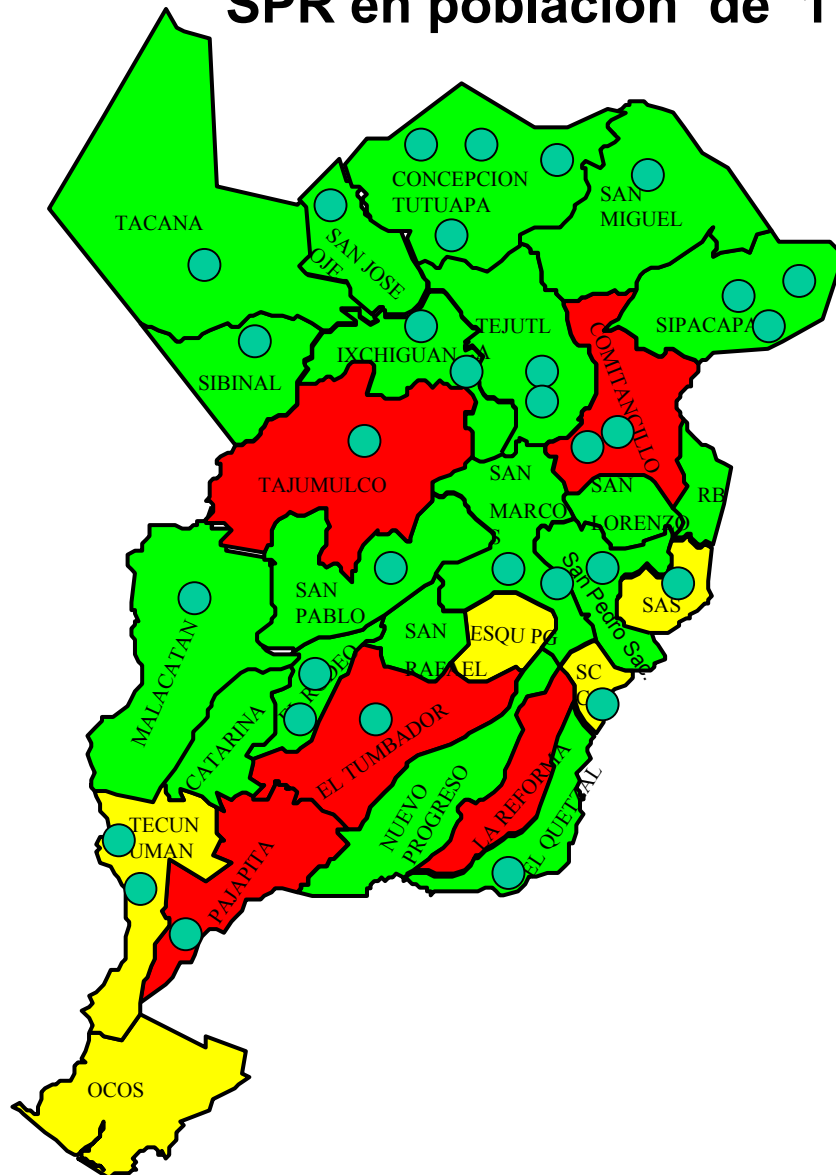 SPR en población de 1
CONCEPCION
TUTUAPA
SAN
MIGUEL
TACANA
SAN JOSE
OJE
SIPACAPA
TEJUTL
A
IXCHIGUAN
COMITANCILLO
SIBINAL
TAJUMULCO
SAN
MARCO
S
SAN
LORENZO
RB
SAN
PABLO
San Pedro Sac.
SAS
MALACATAN
SAN
RAFAEL
ESQU PG
SC
CATARINA
EL TUMBADOR
NUEVO
PROGRESO
LA REFORMA
EL QUETZAL
TECUN
UMAN
PAJAPITA
OCOS